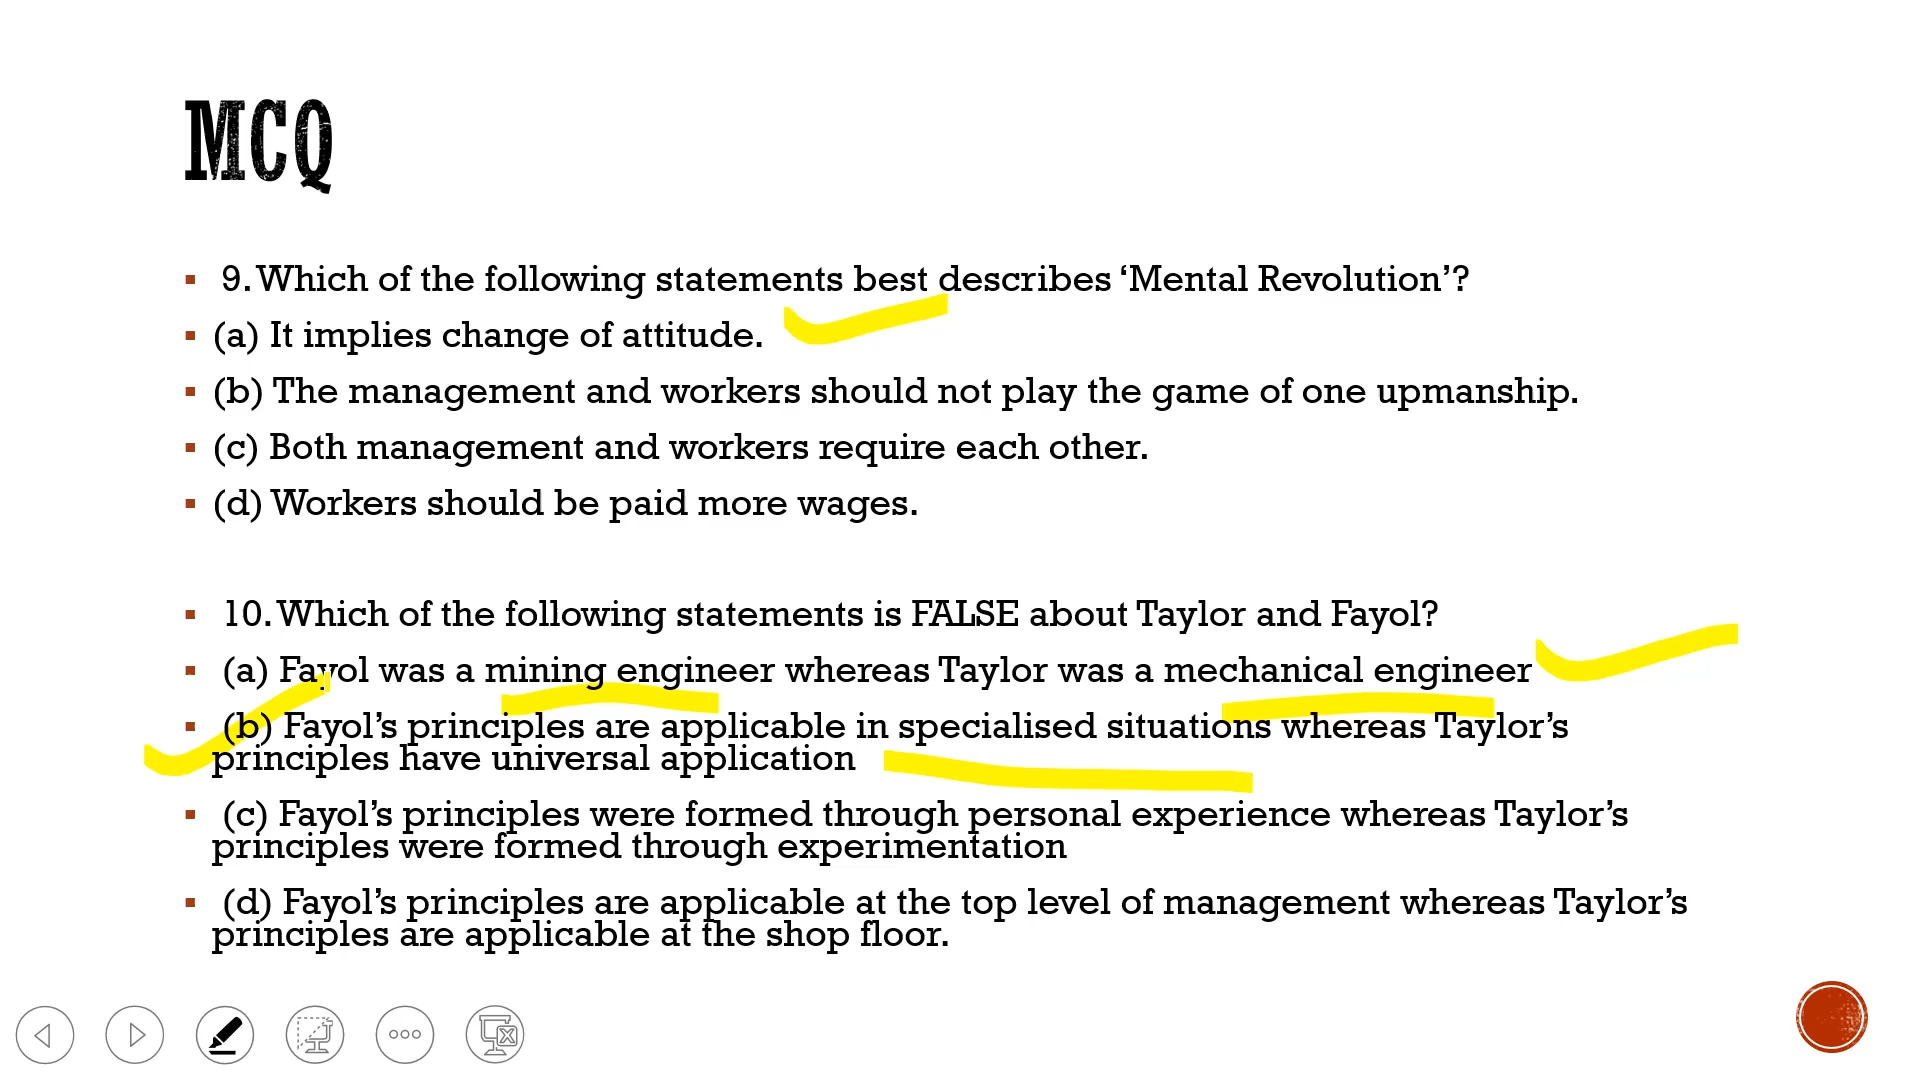 MCQ
9. Which of the following statements best describes ‘Mental Revolution’?
(a) It implies change of attitude.
(b) The management and workers should not play the game of one upmanship.
(c) Both management and workers require each other.
(d) Workers should be paid more wages.
10. Which of the following statements is FALSE about Taylor and Fayol?
(a) Fayol was a mining engineer whereas Taylor was a mechanical engineer
(b) Fayol’s principles are applicable in specialised situations whereas Taylor’s
principles have universal application
(c) Fayol’s principles were formed through personal experience whereas Taylor’s
principles were formed through experimentation
(d) Fayol’s principles are applicable at the top level of management whereas Taylor’s
principles are applicable at the shop floor.